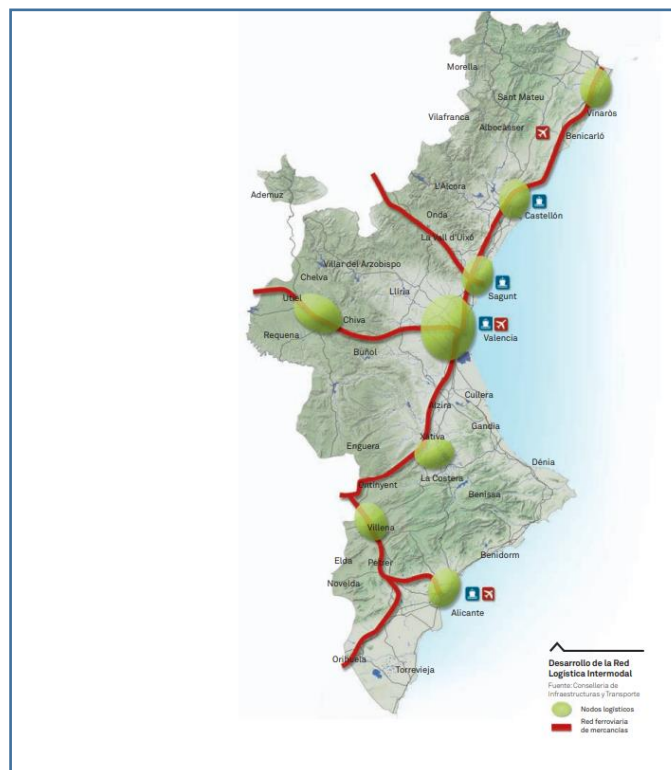 Morella
Sant Mateu
Vinaròs
Vilafranca
Albocàsser
Benicarló
L'Alcora
Ademuz
Onda
Castellón
La Vall d'Uixó
Villar del Arzobispo
Chelva
Llíria
Sagunt
Utiel
Chiva
Requena
Valencia
Buñol
Cullera
Alzira
Gandia
Xàtiva
Enguera
Dénia
La Costera
Ontinyent
Benissa
Villena
Benidorm
Elda
Petrer
Novelda
Alicante
Orihuela
Torrevieja
Desarrollo de la Red
Logística Intermodal
Fuente: Conselleria de
Infraestructuras y Transporte
Nodos logísticos
Red ferroviaria
de mercancías